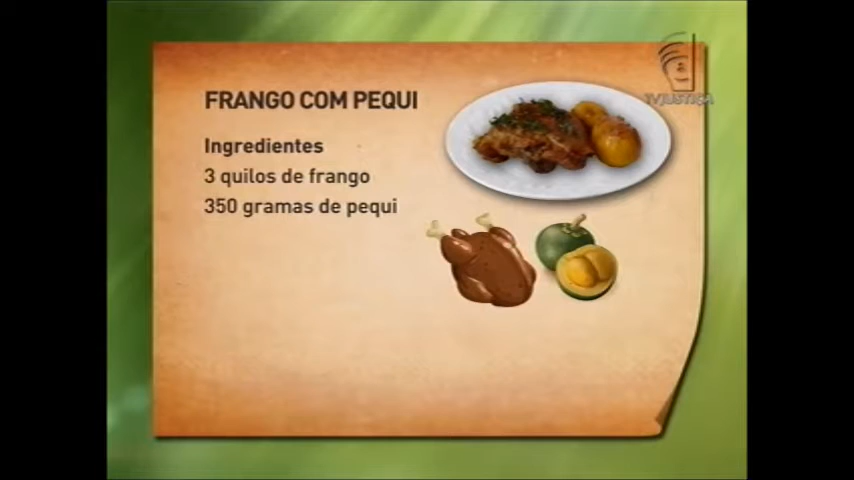 FRANGO COM PEQUI
Ingredientes
3 quilos de frango
350 gramas de pequi
TV JUSTIÇA